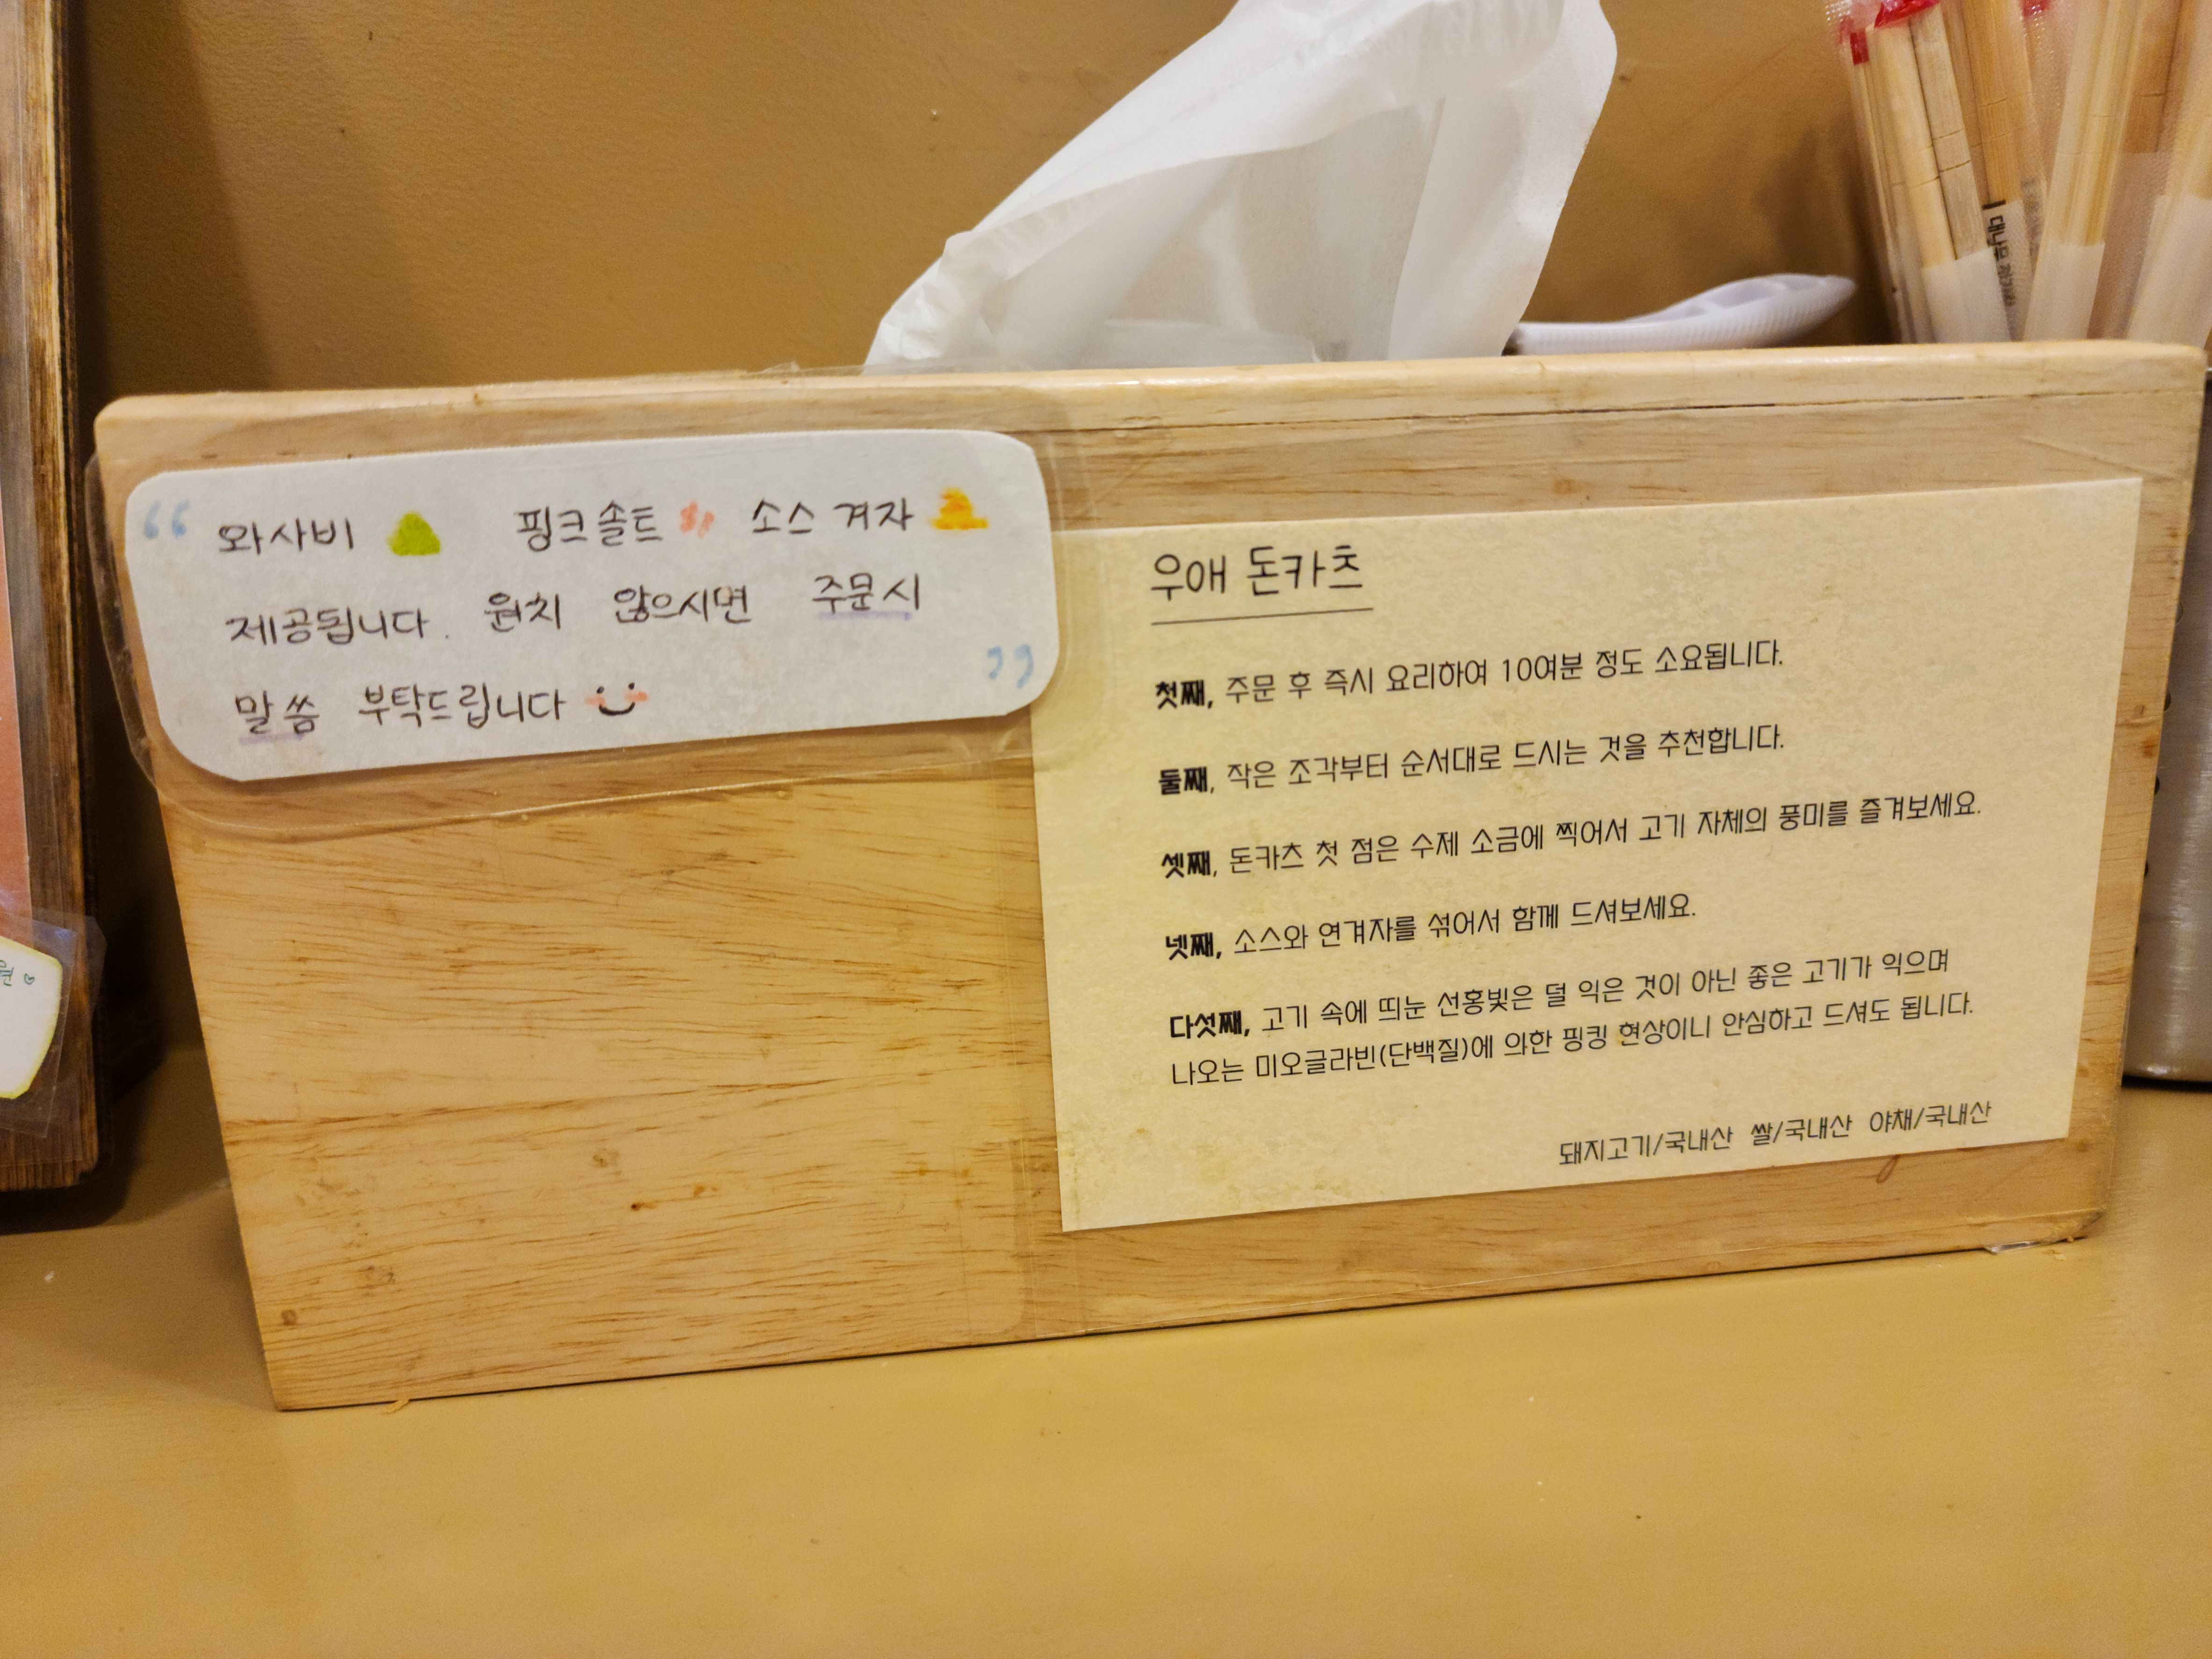 “ 와사비 핑크솔트 소스 겨자
제공됩니다. 원치 않으시면 주문시
말씀 부탁드립니다 ”
우애 돈카츠
첫째, 주문 후 즉시 요리하여 10여분 정도 소요됩니다.
둘째, 작은 조각부터 순서대로 드시는 것을 추천합니다.
셋째, 돈카츠 첫 점은 수제 소금에 찍어서 고기 자체의 풍미를 즐겨보세요.
넷째, 소스와 연겨자를 섞어서 함께 드셔보세요.
다섯째, 고기 속에 띄눈 선홍빛은 덜 익은 것이 아닌 좋은 고기가 익으며
나오는 미오글라빈(단백질)에 의한 핑킹 현상이니 안심하고 드셔도 됩니다.
돼지고기/국내산 쌀/국내산 야채/국내산
대나무